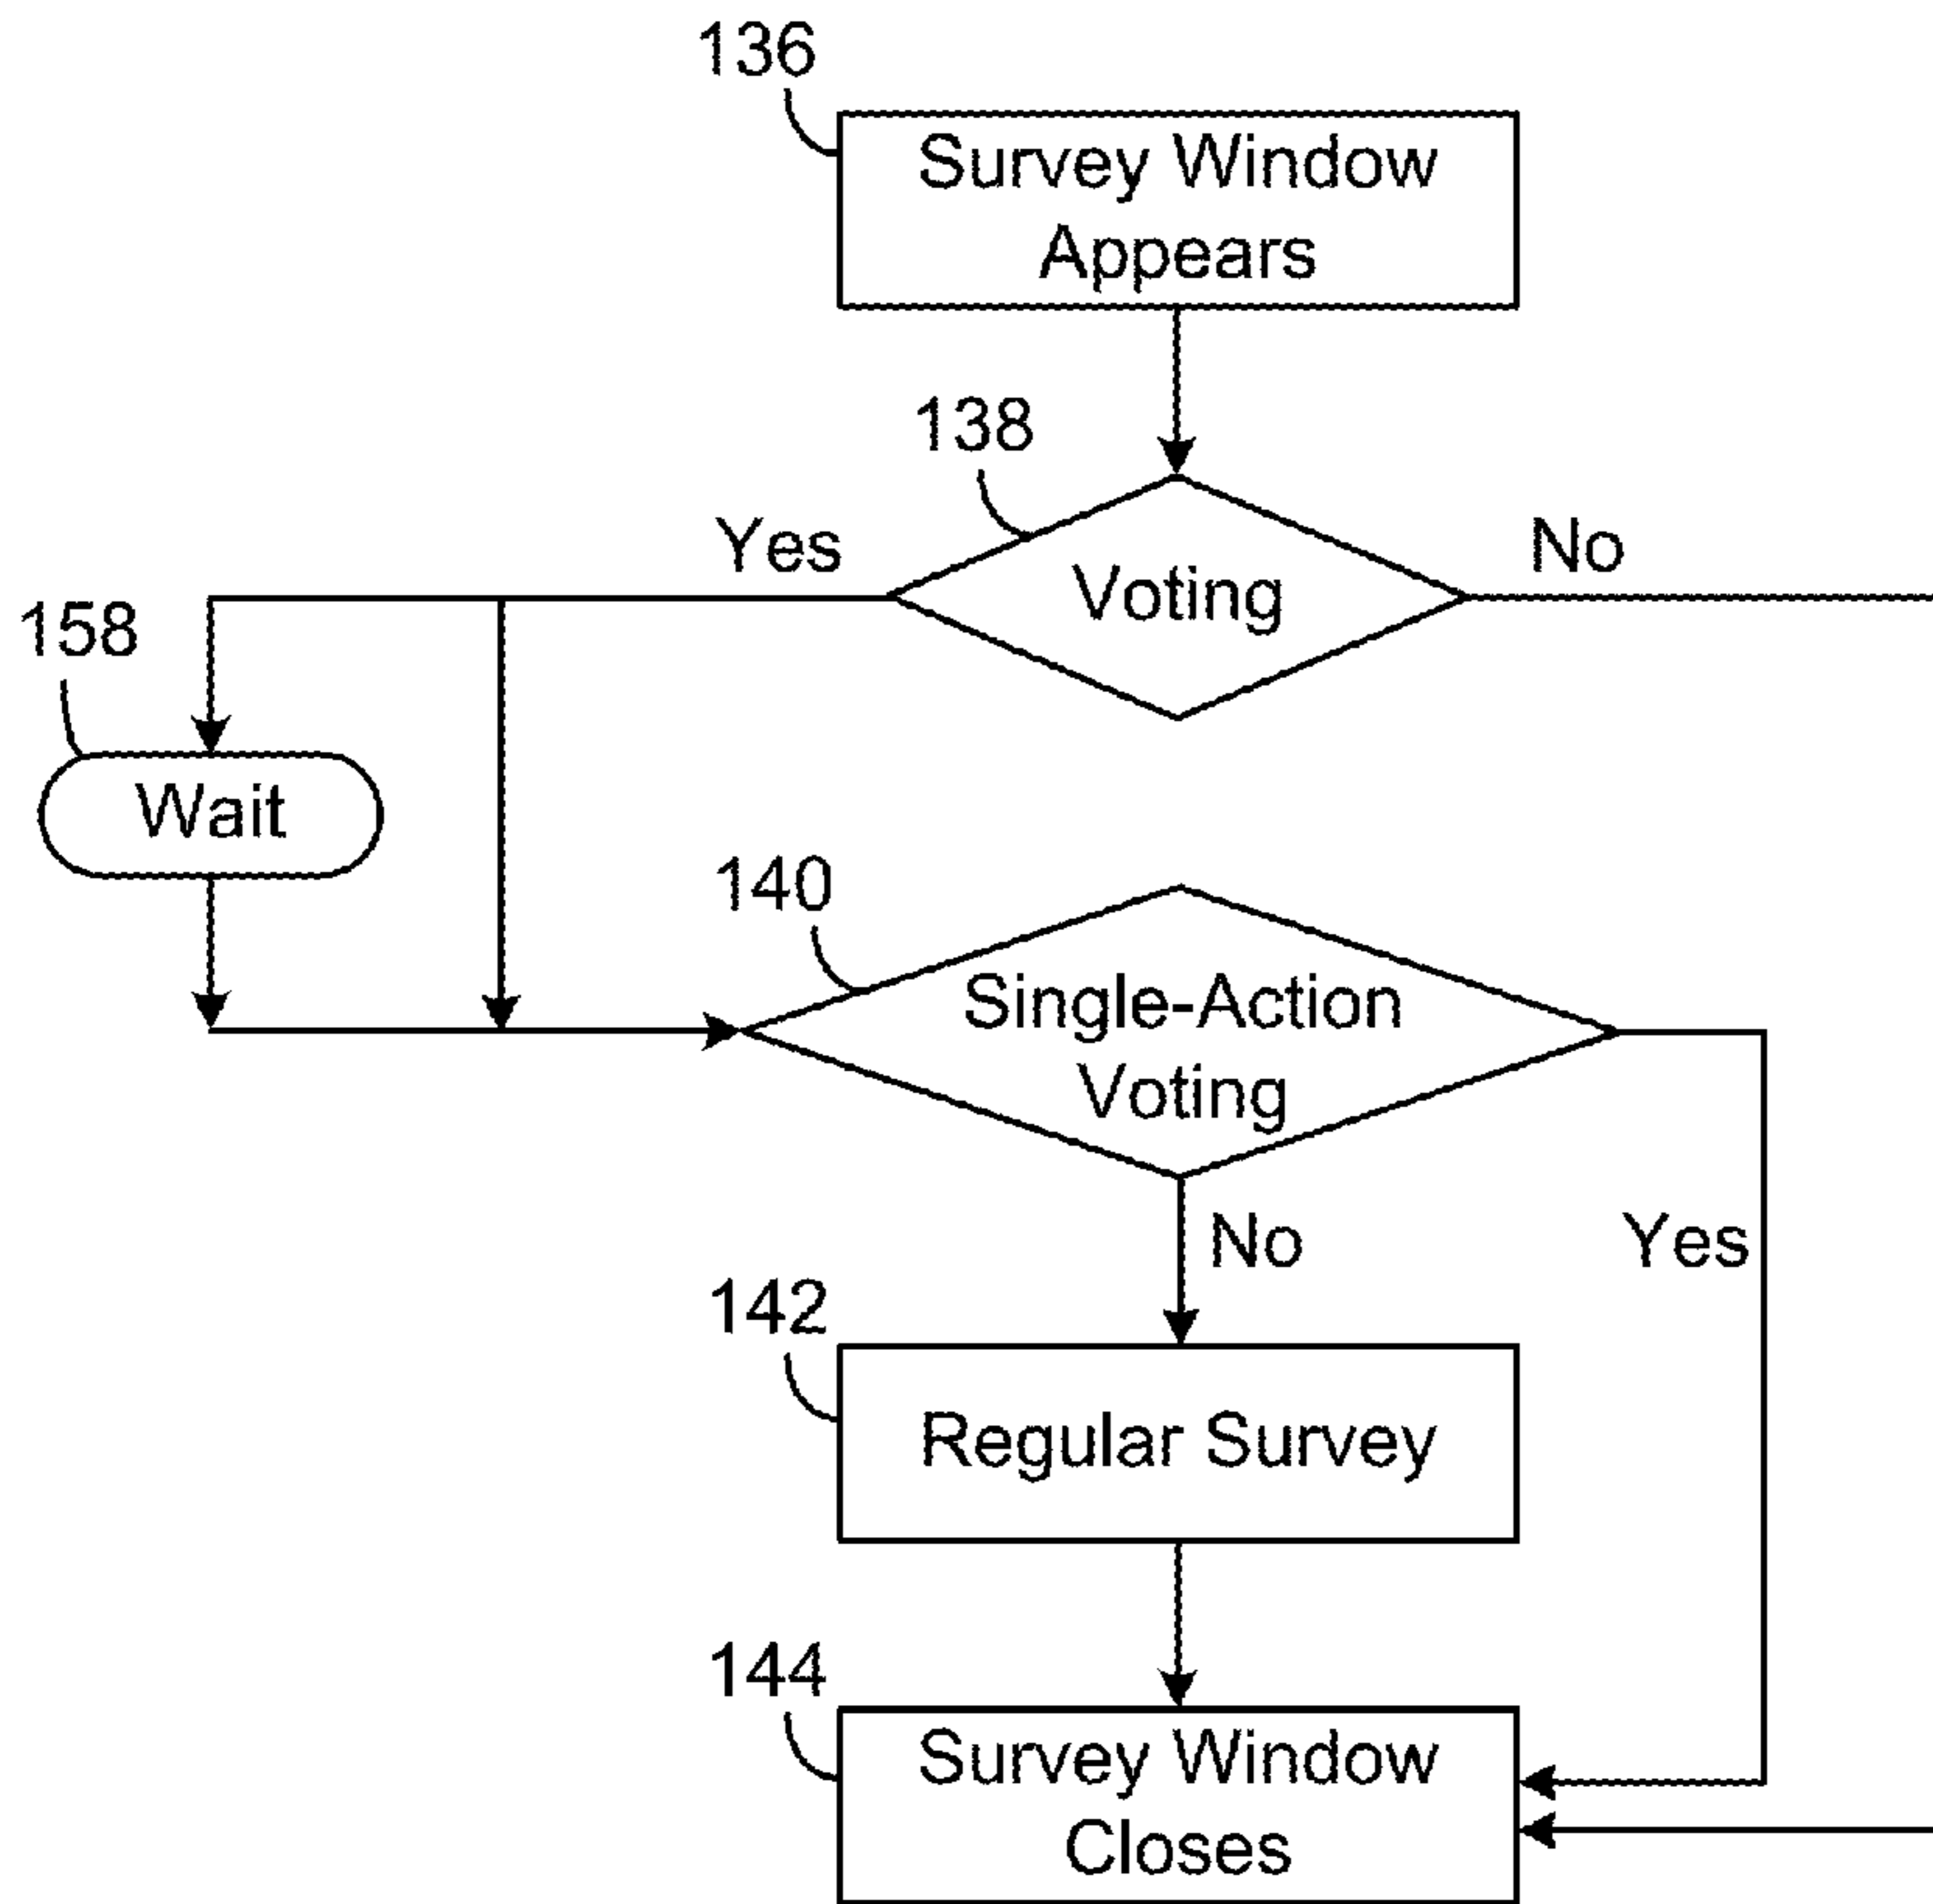 136
Survey Window
Appears
138
Yes
Voting
No
158
Wait
140
Single-Action
Voting
No
Yes
142
Regular Survey
144
Survey Window
Closes